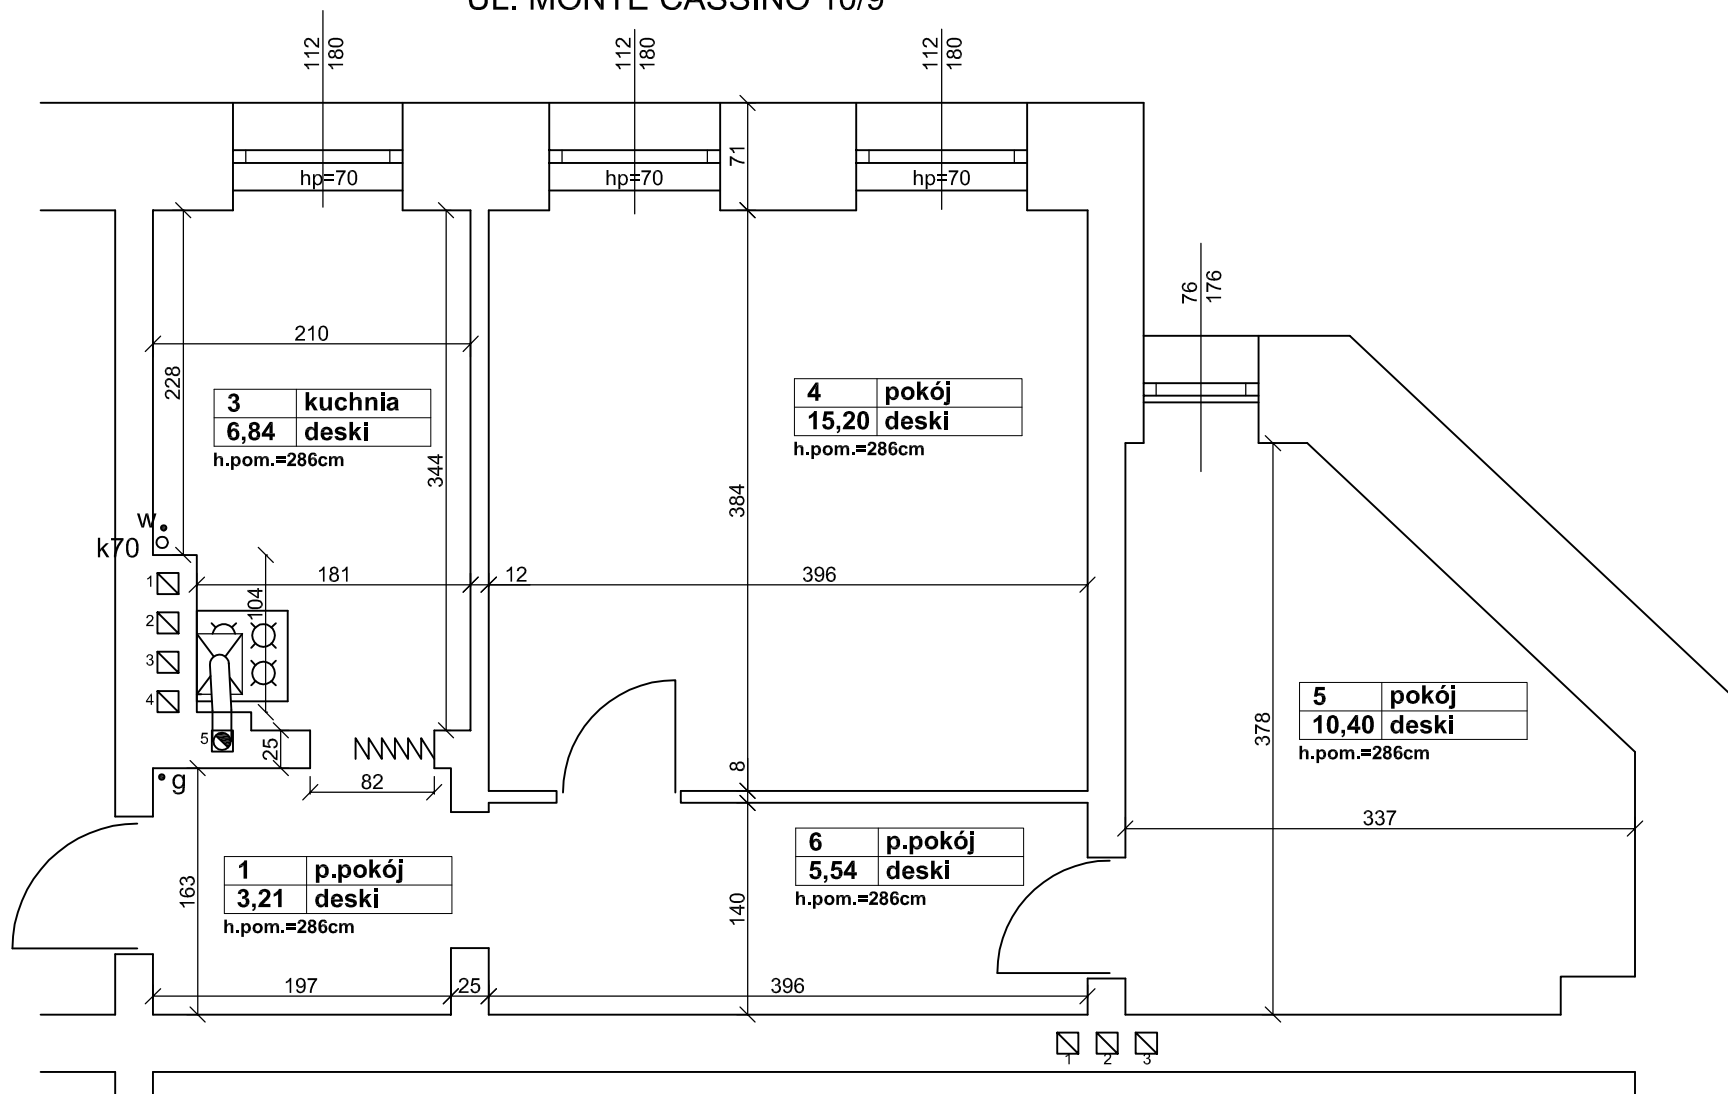 UL. MONTE CASSINO 10/9
112
180
112
180
112
180
hp=70
hp=70
hp=70
71
76
176
210
228
3 kuchnia
6,84 deski
h.pom.=286cm
344
4 pokój
15,20 deski
h.pom.=286cm
384
w
k70
1
2
3
4
5
181
12
396
104
25
82
g
8
5 pokój
10,40 deski
h.pom.=286cm
378
337
1 p.pokój
3,21 deski
h.pom.=286cm
163
6 p.pokój
5,54 deski
h.pom.=286cm
140
197
25
396
1
2
3